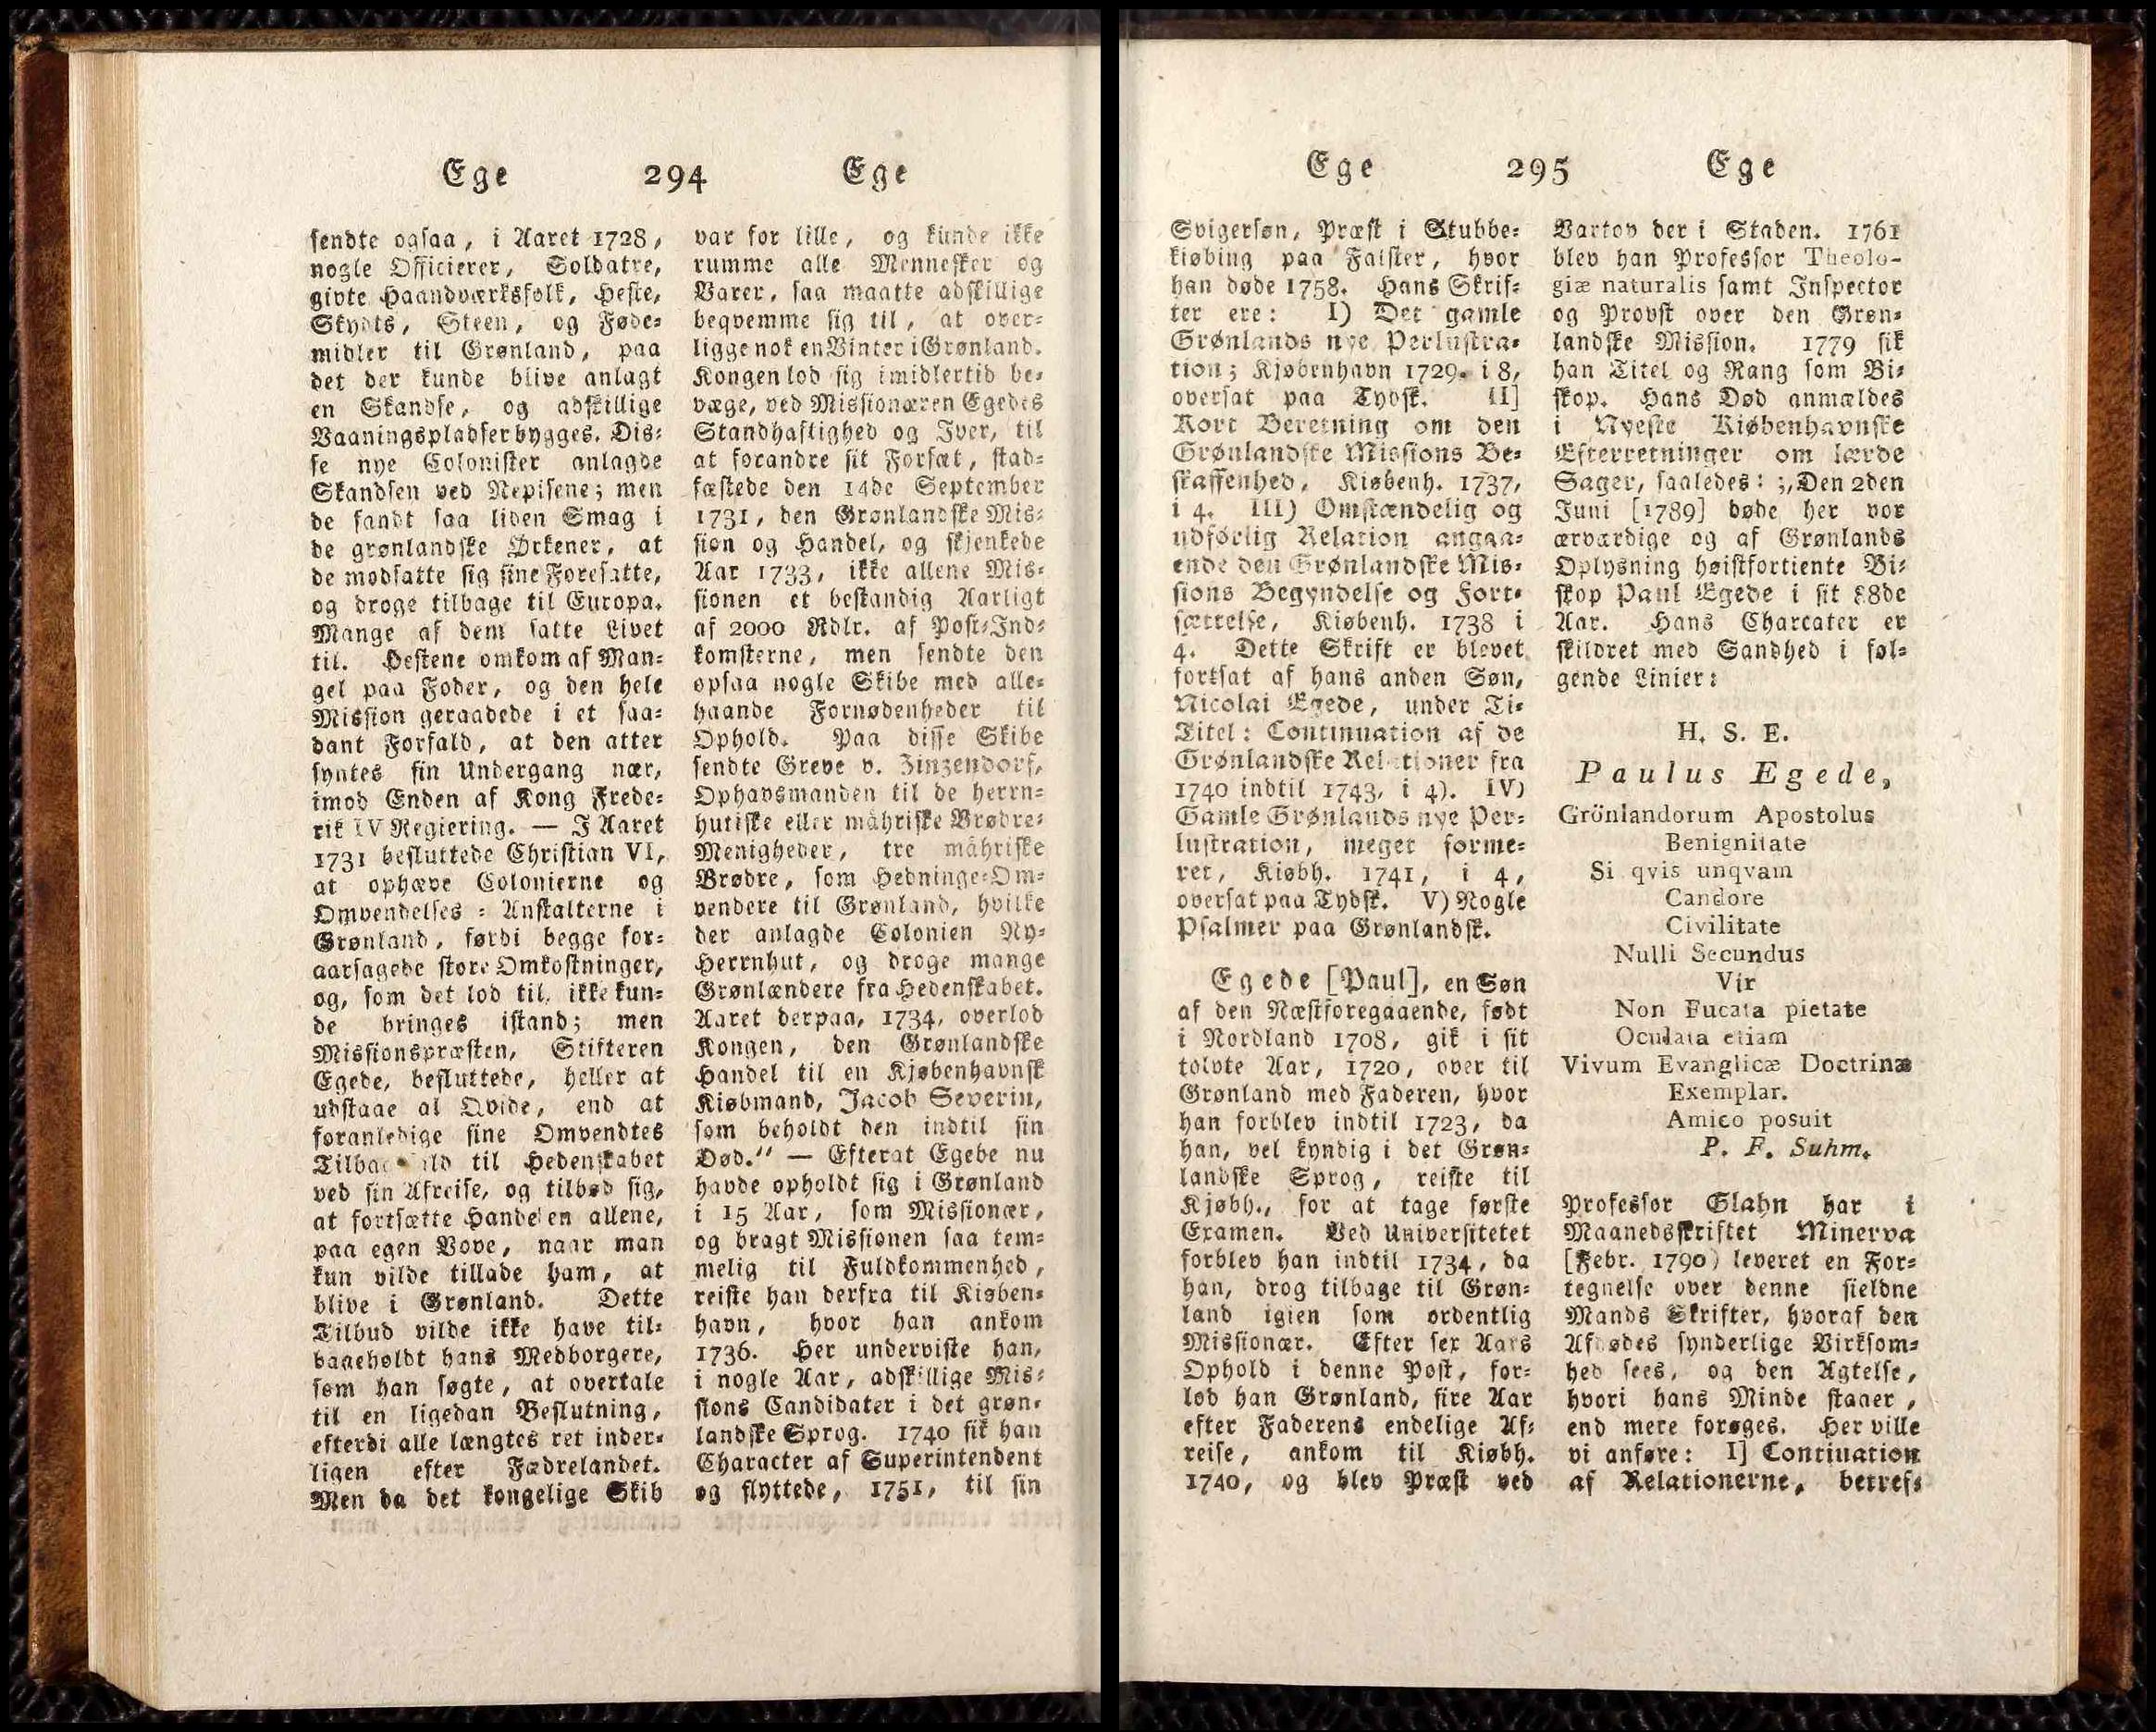 Ege 294 Ege
sendte ogsaa, i Aaret 1728,
nogle Officierer, Soldatre,
givte Haandværksfolk, Heste,
Skydts, Steen, og Føde-
midler til Grønland, paa
det der kunde blive anlagt
en Skandse, og adskillige
Vaaningspladser bygges. Dis-
se nye Colonister anlagde
Skandsen ved Nepisene; men
de fandt saa liden Smag i
de grønlandske Ørkener, at
de modsatte sig sine Foresatte,
og droge tilbage til Europa.
Mange af dem satte Livet
til. Hestene omkom af Man-
gel paa Foder, og den hele
Mission geraadede i et saa-
dant Forfald, at den atter
syntes sin Undergang nær,
imod Enden af Kong Frede-
rik IV Regiering. — I Aaret
1731 besluttede Christian VI,
at ophæve Colonierne og
Omvendelses-Anstalterne i
Grønland, fordi begge for-
aarsagede store Omkostninger,
og, som det lod til, ikke kun-
de bringes istand; men
Missionspræsten, Stifteren
Egede, besluttede, heller at
udstaae al Qvide, end at
foranledige sine Omvendtes
til Hedenskabet
ved sin Afreise, og tilbød sig,
at fortsætte Handelen allene,
paa egen Vove, naar man
kun vilde tillade ham, at
blive i Grønland. Dette
Tilbud vilde ikke have til-
bageholdt hans Medborgere,
som han søgte, at overtale
til en ligedan Beslutning,
efterdi alle længtes ret inder-
ligen efter Fædrelandet.
Men da det kongelige Skib
var for lille, og kunde ikke
rumme alle Mennesker og
Varer, saa maatte adskillige
beqvemme sig til, at over-
ligge nok en Vinter i Grønland.
Kongen lod sig imidlertid be-
væge, ved Missionæren Egedes
Standhaftighed og Iver, til
at forandre sit Forsæt, stad-
fæstede den 14de September
1731, den Grønlandske Mis-
sion og Handel, og skjenkede
Aar 1733, ikke allene Mis-
sionen et bestandig Aarligt
af 2000 Rdlr. af Post-Ind-
komsterne, men sendte den
opsaa nogle Skibe med alle-
haande Fornødenheder til
Ophold. Paa disse Skibe
sendte Greve v. Zinzendorf,
Ophavsmanden til de herrn-
hutiske eller mähriske Brødre-
Menigheder, tre mähriske
Brødre, som Hedninge-Om-
vendere til Grønland, hvilke
der anlagde Colonien Ny-
Herrnhut, og droge mange
Grønlændere fra Hedenskabet.
Aaret derpaa, 1734, overlod
Kongen, den Grønlandske
Handel til en Kjøbenhavnsk
Kiøbmand, Jacob Severin,
som beholdt den indtil sin
Død." — Efterat Egede nu
havde opholdt sig i Grønland
i 15 Aar, som Missionær,
og bragt Missionen saa tem-
melig til Fuldkommenhed,
reiste han derfra til Kiøben-
havn, hvor han ankom
1736. Her underviste han,
i nogle Aar, adskillige Mis-
sions Candidater i det grøn-
landske Sprog. 1740 fik han
Character af Superintendent
og flyttede, 1751, til sin
Ege 295 Ege
Svigersøn, Præst i Stubbe-
kiøbing paa Falster, hvor
han døde 1758. Hans Skrif-
ter ere: I) Det gamle
Grønlands nye Perlustra-
tion; Kjøbenhavn 1729. i 8,
oversat paa Tydsk. II]
Kort Beretning om den
Grønlandske Missions Be-
skaffenhed, Kiøbenh. 1737,
i 4. III) Omstændelig og
udførlig Relation angaa-
ende den Grønlandske Mis-
sions Begyndelse og Fort-
sættelse, Kiøbenh. 1738 i
4. Dette Skrift er blevet
fortsat af hans anden Søn,
Nicolai Egede, under Ti-
Titel: Continuation af de
Grønlandske Relationer fra
1740 indtil 1743, i 4). IV)
Gamle Grønlands nye Per-
lustration, meget forme-
ret, Kiøbh. 1741, i 4,
oversat paa Tydsk. V) Nogle
Psalmer paa Grønlandsk.
Egede [Paul], en Søn
af den Næstforegaaende, født
i Nordland 1708, gik i sit
tolvte Aar, 1720, over til
Grønland med Faderen, hvor
han forblev indtil 1723, da
han, vel kyndig i det Grøn-
landske Sprog, reiste til
Kjøbh., for at tage første
Examen. Ved Universitetet
forblev han indtil 1734, da
han, drog tilbage til Grøn-
land igien som ordentlig
Missionær. Efter sex Aars
Ophold i denne Post, for-
lod han Grønland, fire Aar
efter Faderens endelige Af-
reise, ankom til Kiøbh.
1740, og blev Præst ved
Vartov der i Staden. 1761
blev han Professor Theolo-
giæ naturalis samt Inspector
og Provst over den Grøn-
landske Mission. 1779 fik
han Titel og Rang som Bi-
skop. Hans Død anmældes
i Nyeste Kiøbenhavnske
Efterretninger om lærde
Sager, saaledes: „Den 2den
Juni [1789] døde her vor
ærværdige og af Grønlands
Oplysning høistfortiente Bi-
skop Paul Egede i sit 88de
Aar. Hans Charcater er
skildret med Sandhed i føl-
gende Linier:
H. S. E.
Paulus Egede,
Grönlandorum Apostolus
Benignitate
Si qvis unqvam
Candore
Civilitate
Nulli Secundus
Vir
Non Fucata pietate
Oculata etiam
Vivum Evanglicæ Doctrinæ
Exemplar.
Amico posuit
P. F. Suhm.
Professor Glahn har i
Maanedsskriftet Minerva
[Febr. 1790) leveret en For-
tegnelse over denne sieldne
Mands Skrifter, hvoraf den
Afdødes synderlige Virksom-
hed sees, og den Agtelse,
hvori hans Minde staaer,
end mere forøges. Her ville
vi anføre: I] Contiuation
af Relationerne, betref-